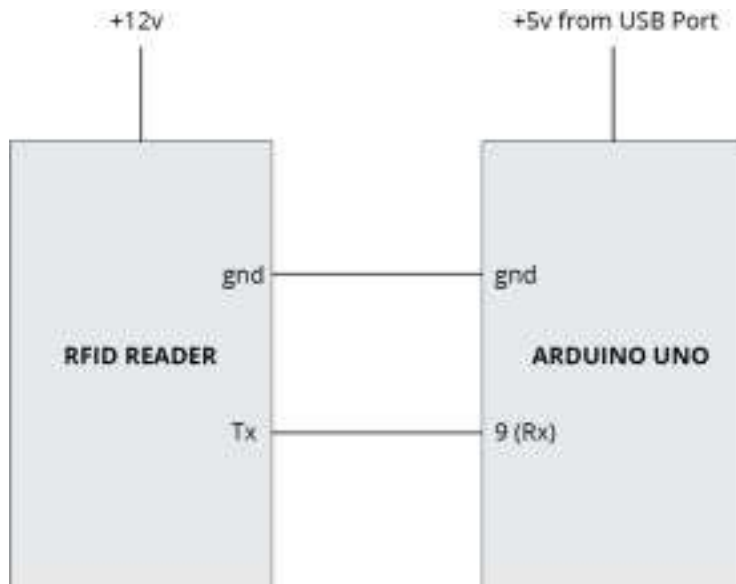 +12v
+5v from USB Port
gnd
gnd
RFID READER
ARDUINO UNO
Tx
9 (Rx)